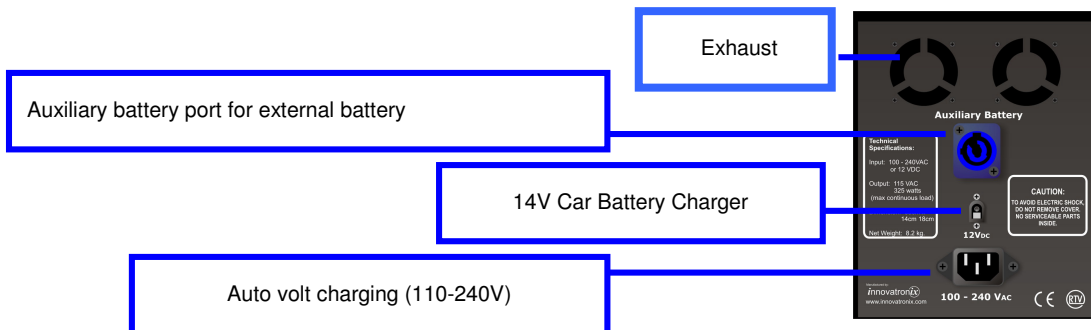 Exhaust
Auxiliary battery port for external battery
14V Car Battery Charger
Auto volt charging (110-240V)
Auxiliary Battery
Technical
Specifications:
Input: 100 - 240VAC
or 12 VDC
Output: 115 VAC
325 watts
(max continuous load)
14cm 18cm
Net Weight: 8.2 kg.
CAUTION:
TO AVOID ELECTRIC SHOCK,
DO NOT REMOVE COVER.
NO SERVICEABLE PARTS
INSIDE.
12VDC
100 - 240 VAC
Manufactured by
innovatronix
www.innovatronix.com
CE
RTV